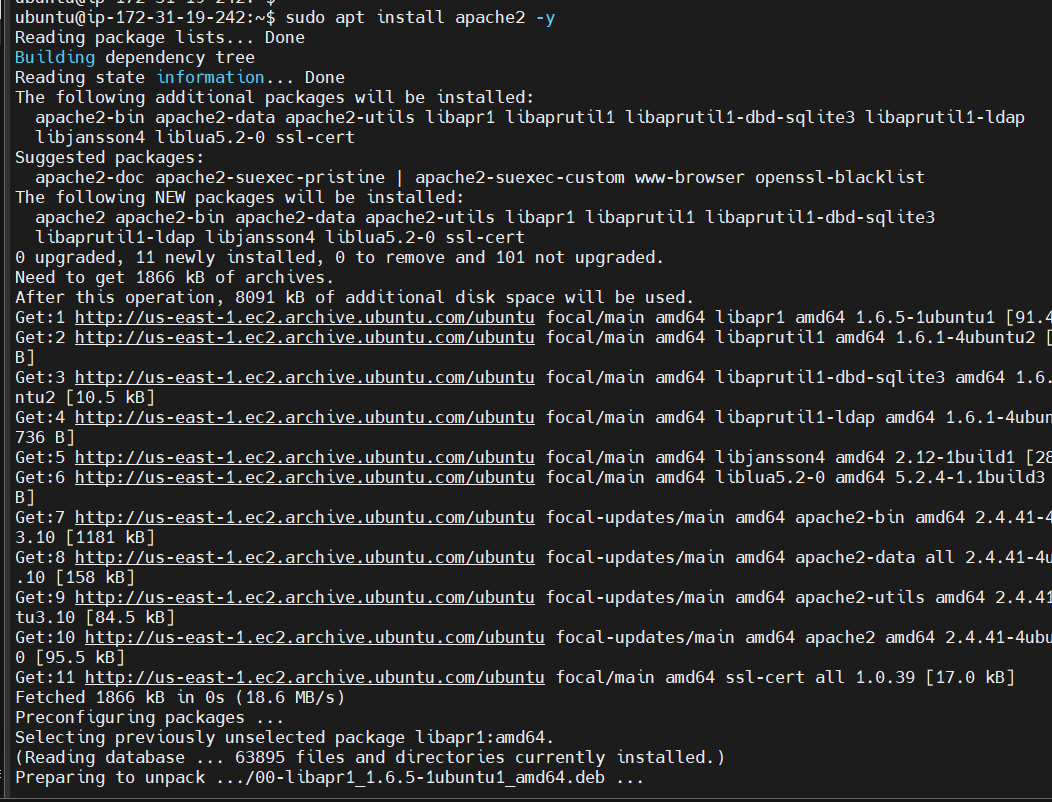 ubuntu@ip-172-31-19-242:~$
ubuntu@ip-172-31-19-242:~$ sudo apt install apache2 -y
Reading package lists... Done
Building dependency tree
Reading state information... Done
The following additional packages will be installed:
  apache2-bin apache2-data apache2-utils libapr1 libaprutil1 libaprutil1-dbd-sqlite3 libaprutil1-ldap
  libjansson4 liblua5.2-0 ssl-cert
Suggested packages:
  apache2-doc apache2-suexec-pristine | apache2-suexec-custom www-browser openssl-blacklist
The following NEW packages will be installed:
  apache2 apache2-bin apache2-data apache2-utils libapr1 libaprutil1 libaprutil1-dbd-sqlite3
  libaprutil1-ldap libjansson4 liblua5.2-0 ssl-cert
0 upgraded, 11 newly installed, 0 to remove and 101 not upgraded.
Need to get 1866 kB of archives.
After this operation, 8091 kB of additional disk space will be used.
Get:1 http://us-east-1.ec2.archive.ubuntu.com/ubuntu focal/main amd64 libapr1 amd64 1.6.5-1ubuntu1 [91.4
Get:2 http://us-east-1.ec2.archive.ubuntu.com/ubuntu focal/main amd64 libaprutil1 amd64 1.6.1-4ubuntu2 [
B]
Get:3 http://us-east-1.ec2.archive.ubuntu.com/ubuntu focal/main amd64 libaprutil1-dbd-sqlite3 amd64 1.6.
ntu2 [10.5 kB]
Get:4 http://us-east-1.ec2.archive.ubuntu.com/ubuntu focal/main amd64 libaprutil1-ldap amd64 1.6.1-4ubun
736 B]
Get:5 http://us-east-1.ec2.archive.ubuntu.com/ubuntu focal/main amd64 libjansson4 amd64 2.12-1build1 [28
Get:6 http://us-east-1.ec2.archive.ubuntu.com/ubuntu focal/main amd64 liblua5.2-0 amd64 5.2.4-1.1build3
B]
Get:7 http://us-east-1.ec2.archive.ubuntu.com/ubuntu focal-updates/main amd64 apache2-bin amd64 2.4.41-4
3.10 [1181 kB]
Get:8 http://us-east-1.ec2.archive.ubuntu.com/ubuntu focal-updates/main amd64 apache2-data all 2.4.41-4u
.10 [158 kB]
Get:9 http://us-east-1.ec2.archive.ubuntu.com/ubuntu focal-updates/main amd64 apache2-utils amd64 2.4.41
tu3.10 [84.5 kB]
Get:10 http://us-east-1.ec2.archive.ubuntu.com/ubuntu focal-updates/main amd64 apache2 amd64 2.4.41-4ubu
0 [95.5 kB]
Get:11 http://us-east-1.ec2.archive.ubuntu.com/ubuntu focal/main amd64 ssl-cert all 1.0.39 [17.0 kB]
Fetched 1866 kB in 0s (18.6 MB/s)
Preconfiguring packages ...
Selecting previously unselected package libapr1:amd64.
(Reading database ... 63895 files and directories currently installed.)
Preparing to unpack .../00-libapr1_1.6.5-1ubuntu1_amd64.deb ...